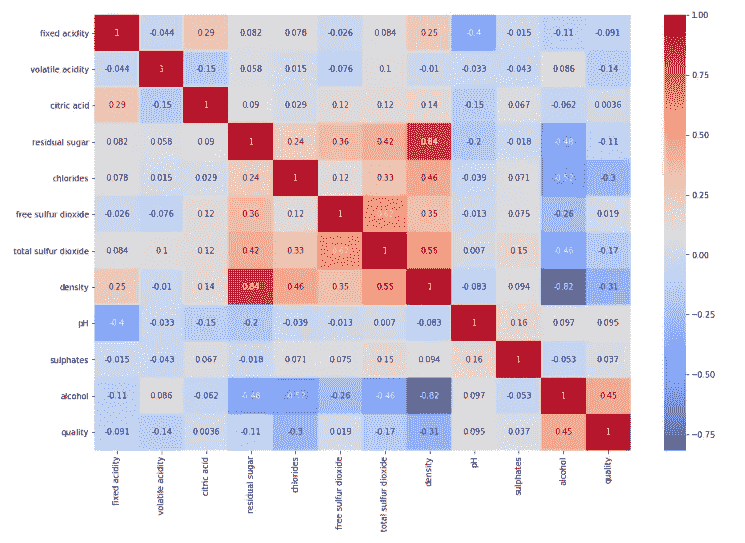 fixed acidity 1 -0.044 0.29 0.082 0.078 -0.026 0.084 0.25 -0.4 -0.015 -0.11 -0.091
volatile acidity -0.044 1 -0.15 0.058 0.015 -0.076 0.1 -0.01 -0.033 -0.043 0.086 -0.14
citric acid 0.29 -0.15 1 0.09 0.029 0.12 0.12 0.14 -0.15 0.067 -0.062 0.0036
residual sugar 0.082 0.058 0.09 1 0.24 0.36 0.42 0.84 -0.2 -0.018 -0.48 -0.11
chlorides 0.078 0.015 0.029 0.24 1 0.12 0.33 0.46 -0.039 0.071 -0.52 -0.3
free sulfur dioxide -0.026 -0.076 0.12 0.36 0.12 1 0.35 -0.013 0.075 -0.26 0.019
total sulfur dioxide 0.084 0.1 0.12 0.42 0.33 1 0.55 0.007 0.15 -0.46 -0.17
density 0.25 -0.01 0.14 0.84 0.46 0.35 0.55 1 -0.083 0.094 -0.82 -0.31
pH -0.4 -0.033 -0.15 -0.2 -0.039 -0.013 0.007 -0.083 1 0.16 0.097 0.095
sulphates -0.015 -0.043 0.067 -0.018 0.071 0.075 0.15 0.094 0.16 1 -0.053 0.037
alcohol -0.11 0.086 -0.062 -0.48 -0.52 -0.26 -0.46 -0.82 0.097 -0.053 1 0.45
quality -0.091 -0.14 0.0036 -0.11 -0.3 0.019 -0.17 -0.31 0.095 0.037 0.45 1
fixed acidity
volatile acidity
citric acid
residual sugar
chlorides
free sulfur dioxide
total sulfur dioxide
density
pH
sulphates
alcohol
quality
1.00
0.75
0.50
0.25
0.00
-0.25
-0.50
-0.75